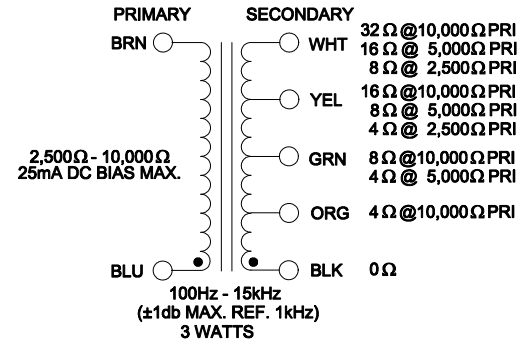 PRIMARY SECONDARY
BRN WHT 32 Ω @10,000 Ω PRI
16 Ω @ 5,000 Ω PRI
8 Ω @ 2,500 Ω PRI
YEL 16 Ω @10,000 Ω PRI
8 Ω @ 5,000 Ω PRI
4 Ω @ 2,500 Ω PRI
2,500Ω - 10,000Ω
25mA DC BIAS MAX.
GRN 8 Ω @10,000 Ω PRI
4 Ω @ 5,000 Ω PRI
ORG 4 Ω @10,000 Ω PRI
BLU BLK 0 Ω
100Hz - 15kHz
(±1db MAX. REF. 1kHz)
3 WATTS